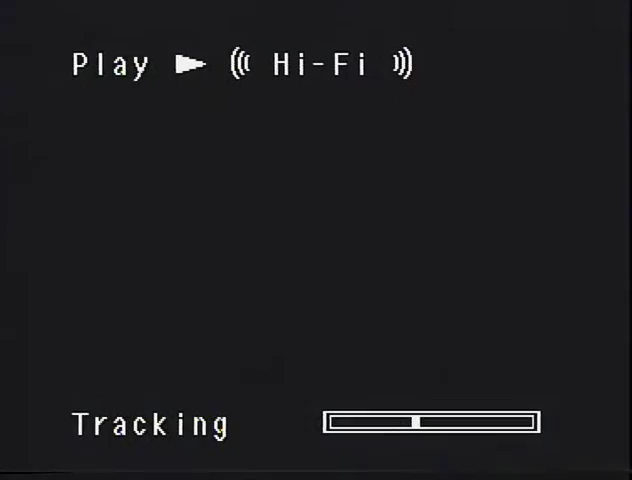 Play ► ((( Hi-Fi )))
Tracking